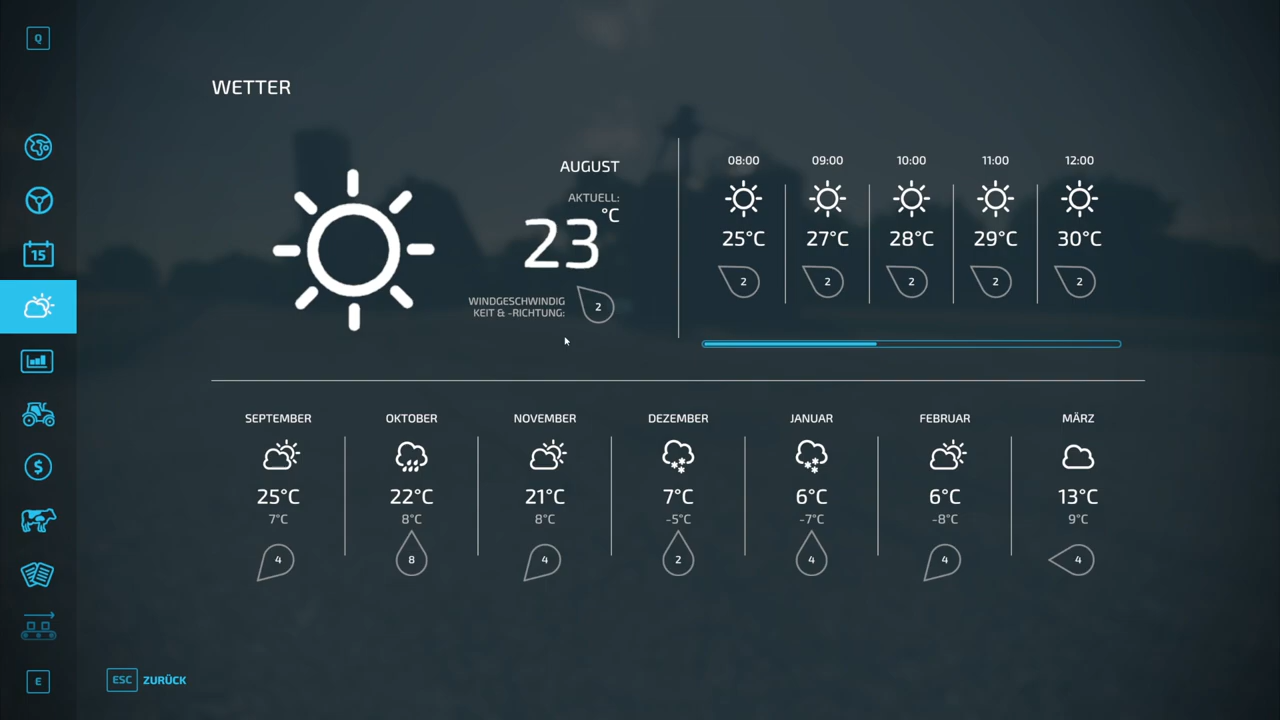 Q
WETTER
AUGUST
AKTUELL:
23 °C
WINDGESCHWINDIG
KEIT & -RICHTUNG:
2
08:00 09:00 10:00 11:00 12:00
25°C 27°C 28°C 29°C 30°C
2 2 2 2 2
15
$
SEPTEMBER OKTOBER NOVEMBER DEZEMBER JANUAR FEBRUAR MÄRZ
25°C 22°C 21°C 7°C 6°C 6°C 13°C
7°C 8°C 8°C -5°C -7°C -8°C 9°C
4 8 4 2 4 4 4
E
ESC ZURÜCK